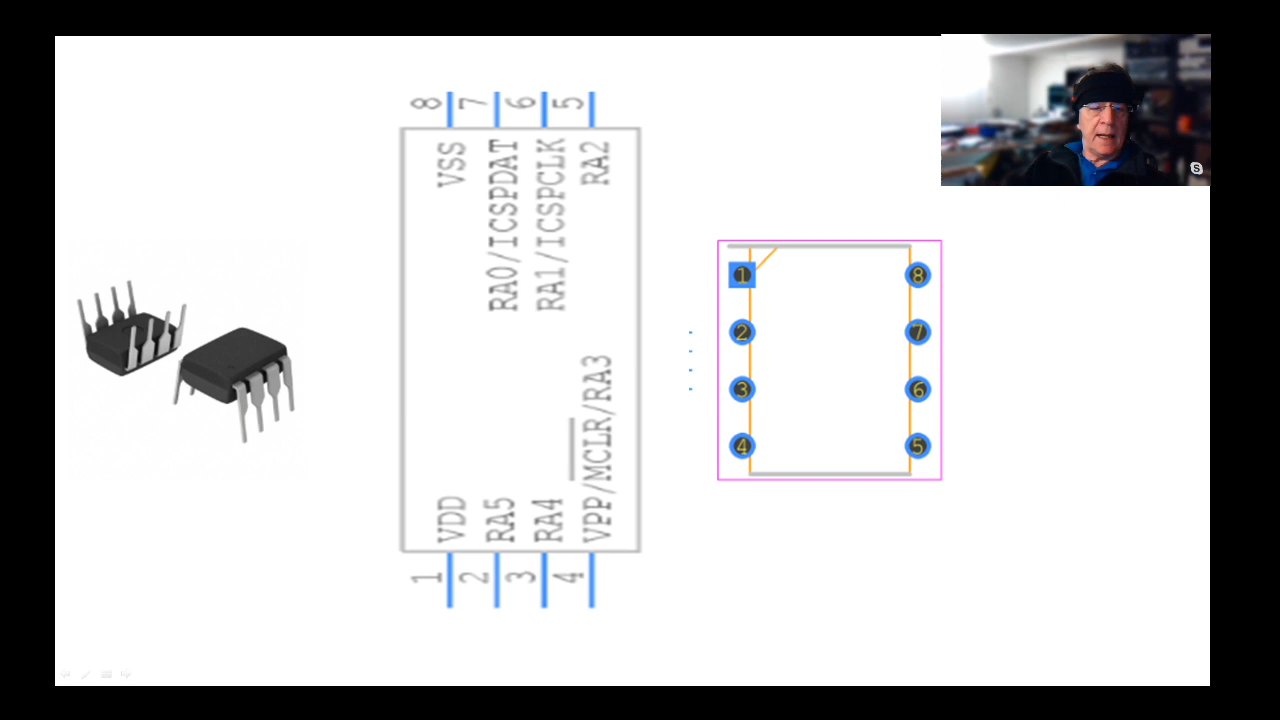 8 7 6 5
VSS
RA0/ICSPDAT
RA1/ICSPCLK
RA2
VDD
RA5
RA4
VPP/MCLR/RA3
1 2 3 4
1 8
2 7
3 6
4 5
S